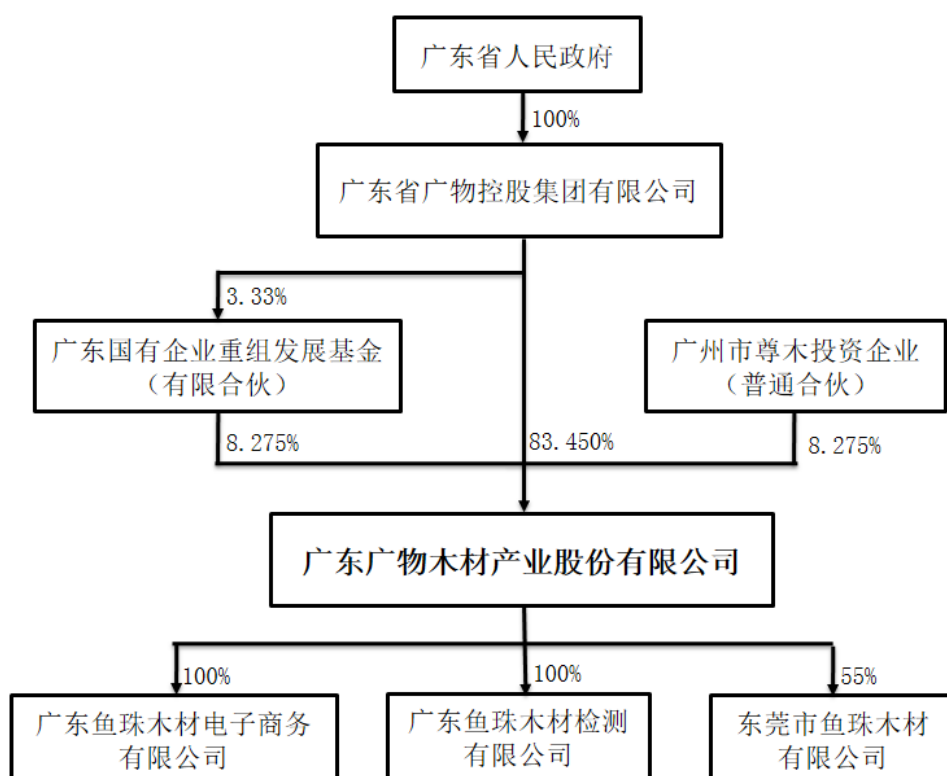 广东省人民政府
100%
广东省广物控股集团有限公司
3.33%
广东国有企业重组发展基金
（有限合伙）
广州市尊木投资企业
（普通合伙）
8.275%
83.450%
8.275%
广东广物木材产业股份有限公司
100%
100%
55%
广东鱼珠木材电子商务
有限公司
广东鱼珠木材检测
有限公司
东莞市鱼珠木材
有限公司